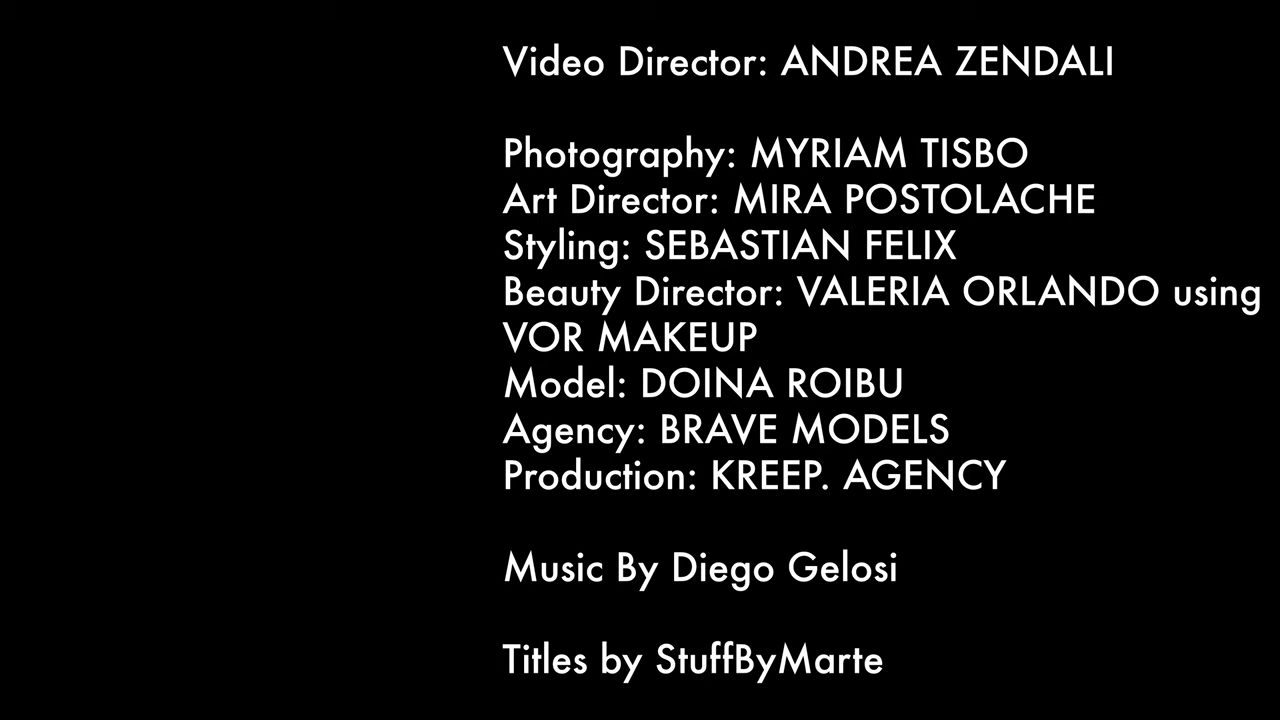 Video Director: ANDREA ZENDALI
Photography: MYRIAM TISBO
Art Director: MIRA POSTOLACHE
Styling: SEBASTIAN FELIX
Beauty Director: VALERIA ORLANDO using
VOR MAKEUP
Model: DOINA ROIBU
Agency: BRAVE MODELS
Production: KREEP. AGENCY
Music By Diego Gelosi
Titles by StuffByMarte